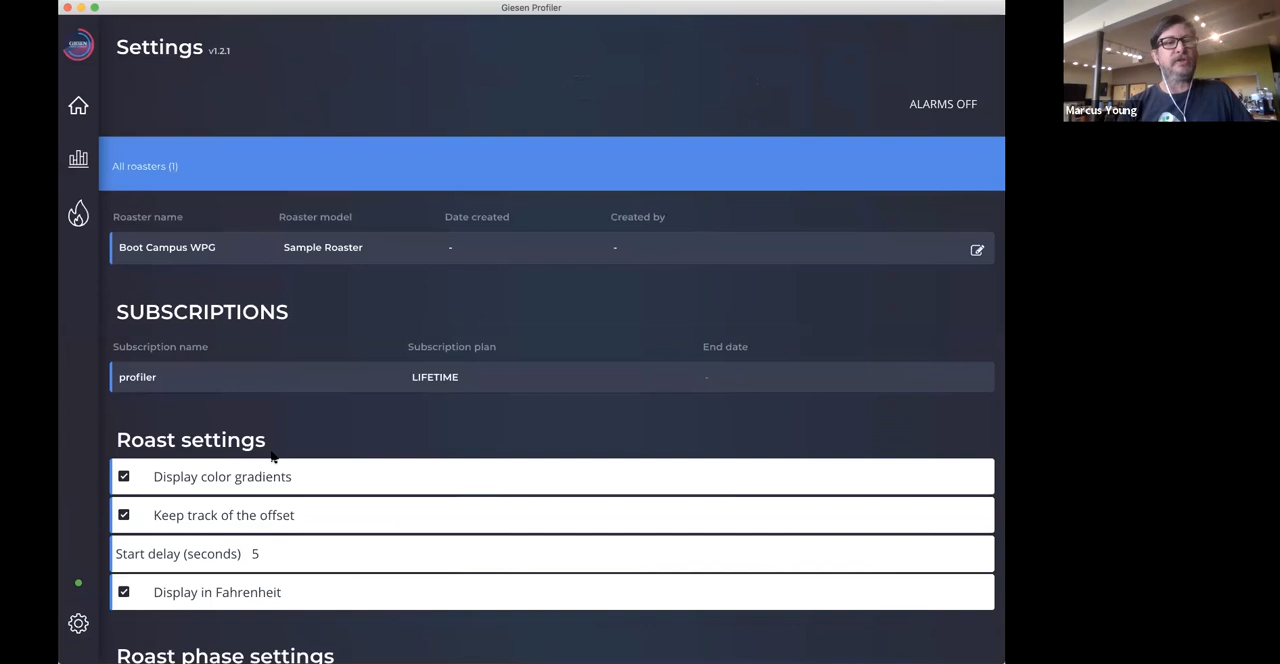 Giesen Profiler
GIESEN
Settings v1.2.1
ALARMS OFF
Marcus Young
All roasters (1)
Roaster name Roaster model Date created Created by
Boot Campus WPG Sample Roaster - -
SUBSCRIPTIONS
Subscription name Subscription plan End date
profiler LIFETIME -
Roast settings
Display color gradients
Keep track of the offset
Start delay (seconds) 5
Display in Fahrenheit
Roast phase settings